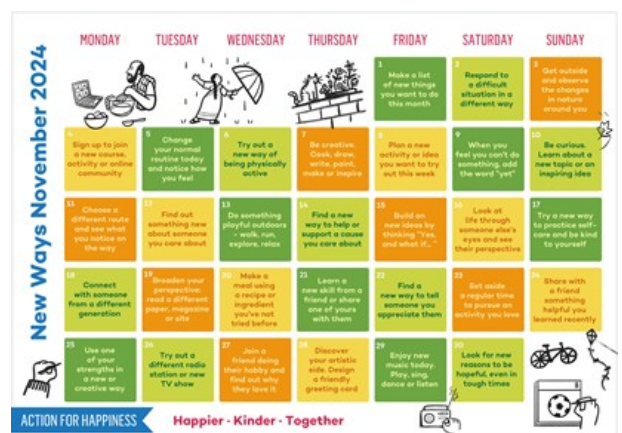 New Ways November 2024
MONDAY TUESDAY WEDNESDAY THURSDAY FRIDAY SATURDAY SUNDAY
1
Make a list
of new things
you want to do
this month
2
Respond to
a difficult
situation in a
different way
3
Get outside
and observe
the changes
in nature
around you
4
Sign up to join
a new course,
activity or online
community
5
Change
your normal
routine today
and notice how
you feel
6
Try out a
new way of
being physically
active
7
Be creative.
Cook, draw,
write, paint,
make or inspire
8
Plan a new
activity or idea
you want to try
out this week
9
When you
feel you can't do
something, add
the word "yet"
10
Be curious.
Learn about a
new topic or an
inspiring idea
11
Choose a
different route
and see what
you notice on
the way
12
Find out
something new
about someone
you care about
13
Do something
playful outdoors
- walk, run,
explore, relax
14
Find a new
way to help or
support a cause
you care about
15
Build on
new ideas by
thinking "Yes,
and what if..."
16
Look at
life through
someone else's
eyes and see
their perspective
17
Try a new way
to practice self-
care and be kind
to yourself
18
Connect
with someone
from a different
generation
19
Broaden your
perspective:
read a different
paper, magazine
or site
20
Make a
meal using
a recipe or
ingredient
you've not
tried before
21
Learn a
new skill from a
friend or share
one of yours
with them
22
Find a
new way to tell
someone you
appreciate them
23
Set aside
a regular time
to pursue an
activity you love
24
Share with
a friend
something
helpful you
learned recently
25
Use one
of your
strengths in
a new or
creative way
26
Try out a
different radio
station or new
TV show
27
Join a
friend doing
their hobby and
find out why
they love it
28
Discover
your artistic
side. Design
a friendly
greeting card
29
Enjoy new
music today.
Play, sing,
dance or listen
30
Look for new
reasons to be
hopeful, even in
tough times
ACTION FOR HAPPINESS
Happier · Kinder · Together